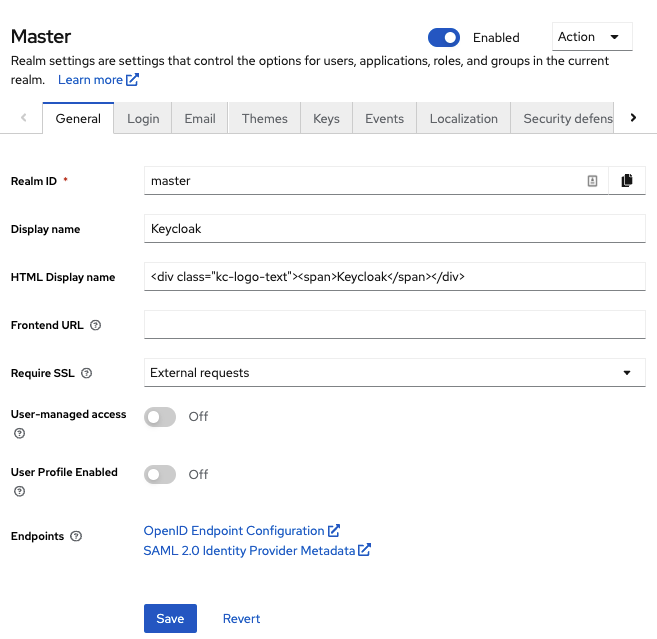 Master
Enabled
Action
Realm settings are settings that control the options for users, applications, roles, and groups in the current
realm. Learn more
General
Login
Email
Themes
Keys
Events
Localization
Security defens
Realm ID *
master
Display name
Keycloak
HTML Display name
<div class="kc-logo-text"><span>Keycloak</span></div>
Frontend URL
Require SSL
External requests
User-managed access
Off
User Profile Enabled
Off
Endpoints
OpenID Endpoint Configuration
SAML 2.0 Identity Provider Metadata
Save
Revert